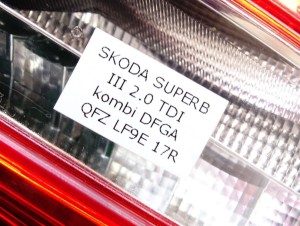 SKODA SUPERB
III 2.0 TDI
kombi DFGA
QFZ LF9E 17R